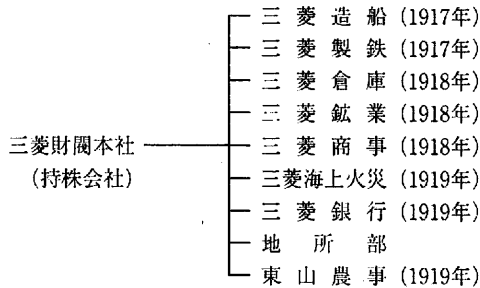 三菱造船 (1917年)
三菱製鉄 (1917年)
三菱倉庫 (1918年)
三菱鉱業 (1918年)
三菱財閥本社
三菱商事 (1918年)
(持株会社)
三菱海上火災 (1919年)
三菱銀行 (1919年)
地所部
東山農事 (1919年)